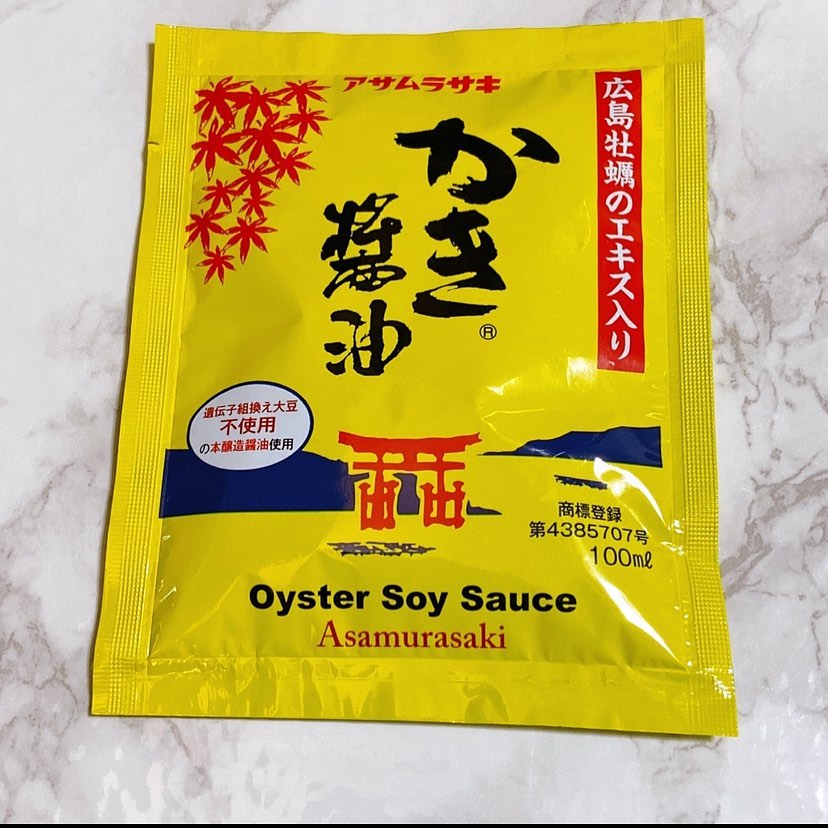 アサムラサキ
広島牡蠣のエキス入り
かき
醤油
®
遺伝子組換え大豆
不使用
の本醸造醤油使用
商標登録
第4385707号
100㎖
Oyster Soy Sauce
Asamurasaki